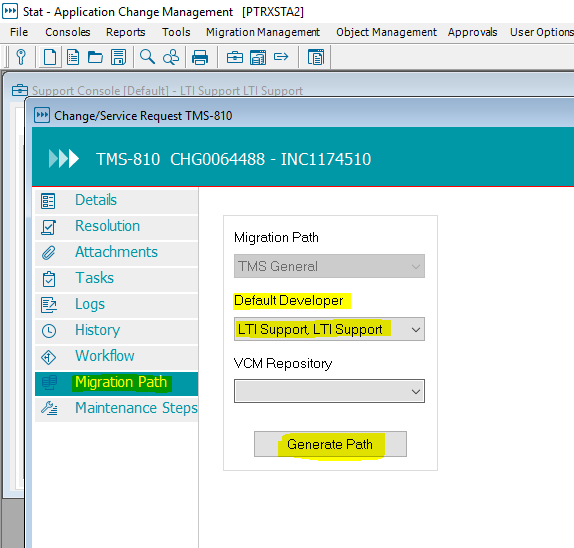 Stat - Application Change Management [PTRXSTA2]
File Consoles Reports Tools Migration Management Object Management Approvals User Options
Support Console [Default] - LTI Support LTI Support
Change/Service Request TMS-810
TMS-810 CHG0064488 - INC1174510
Details
Resolution
Attachments
Tasks
Logs
History
Workflow
Migration Path
Maintenance Steps
Migration Path
TMS General
Default Developer
LTI Support, LTI Support
VCM Repository
Generate Path